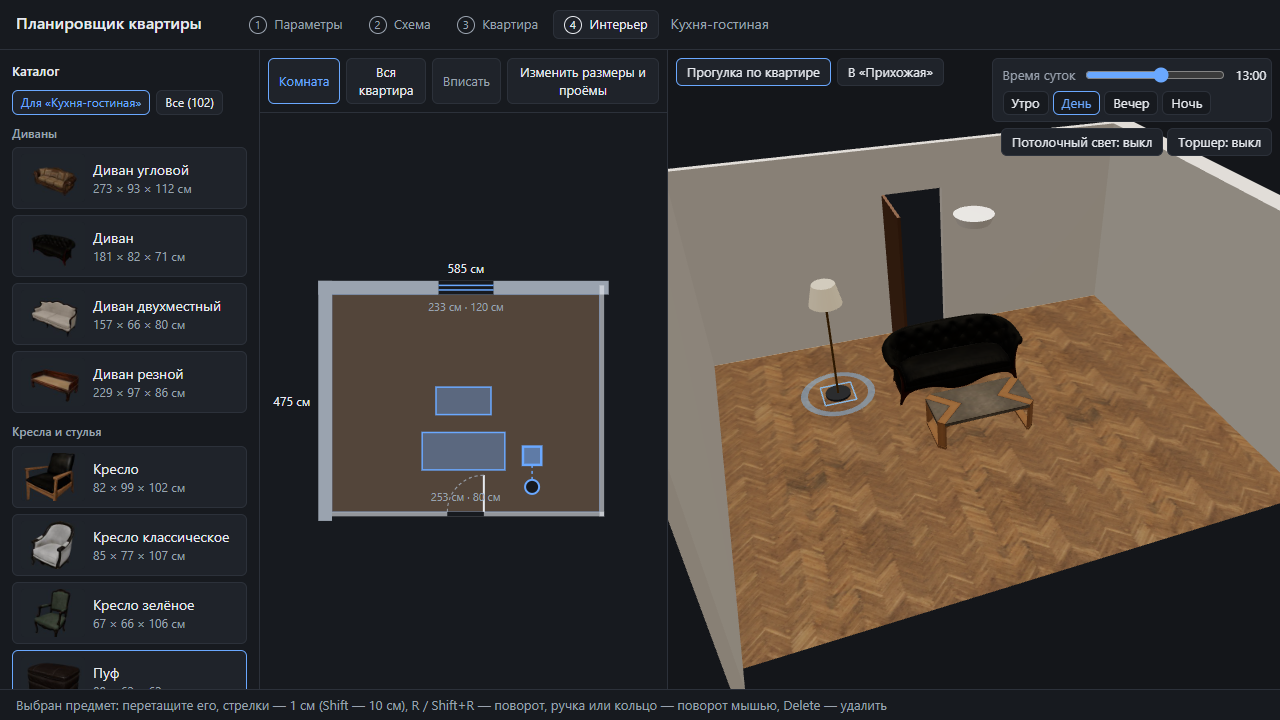 Планировщик квартиры
1 Параметры
2 Схема
3 Квартира
4 Интерьер
Кухня-гостиная
Каталог
Для «Кухня-гостиная»
Все (102)
Диваны
Диван угловой
273 × 93 × 112 см
Диван
181 × 82 × 71 см
Диван двухместный
157 × 66 × 80 см
Диван резной
229 × 97 × 86 см
Кресла и стулья
Кресло
82 × 99 × 102 см
Кресло классическое
85 × 77 × 107 см
Кресло зелёное
67 × 66 × 106 см
Пуф
Комната
Вся
квартира
Вписать
Изменить размеры и
проёмы
585 см
233 см · 120 см
475 см
253 см · 80 см
Прогулка по квартире
В «Прихожая»
Время суток
13:00
Утро
День
Вечер
Ночь
Потолочный свет: выкл
Торшер: выкл
Выбран предмет: перетащите его, стрелки — 1 см (Shift — 10 см), R / Shift+R — поворот, ручка или кольцо — поворот мышью, Delete — удалить